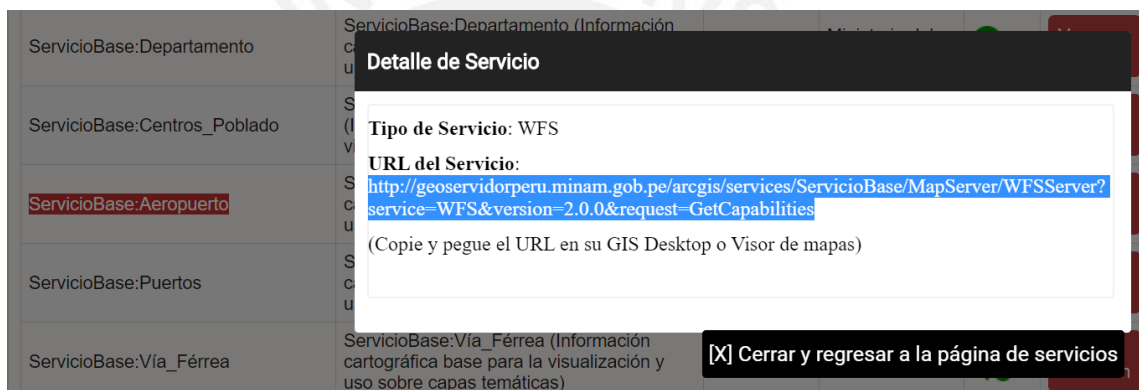 ServicioBase:Departamento
ServicioBase:Departamento (Información
Detalle de Servicio
ServicioBase:Centros_Poblado
Tipo de Servicio: WFS
URL del Servicio:
http://geoservidorperu.minam.gob.pe/arcgis/services/ServicioBase/MapServer/WFSServer?
service=WFS&version=2.0.0&request=GetCapabilities
(Copie y pegue el URL en su GIS Desktop o Visor de mapas)
ServicioBase:Aeropuerto
ServicioBase:Puertos
ServicioBase:Vía_Férrea
ServicioBase:Vía_Férrea (Información
cartográfica base para la visualización y
uso sobre capas temáticas)
[X] Cerrar y regresar a la página de servicios